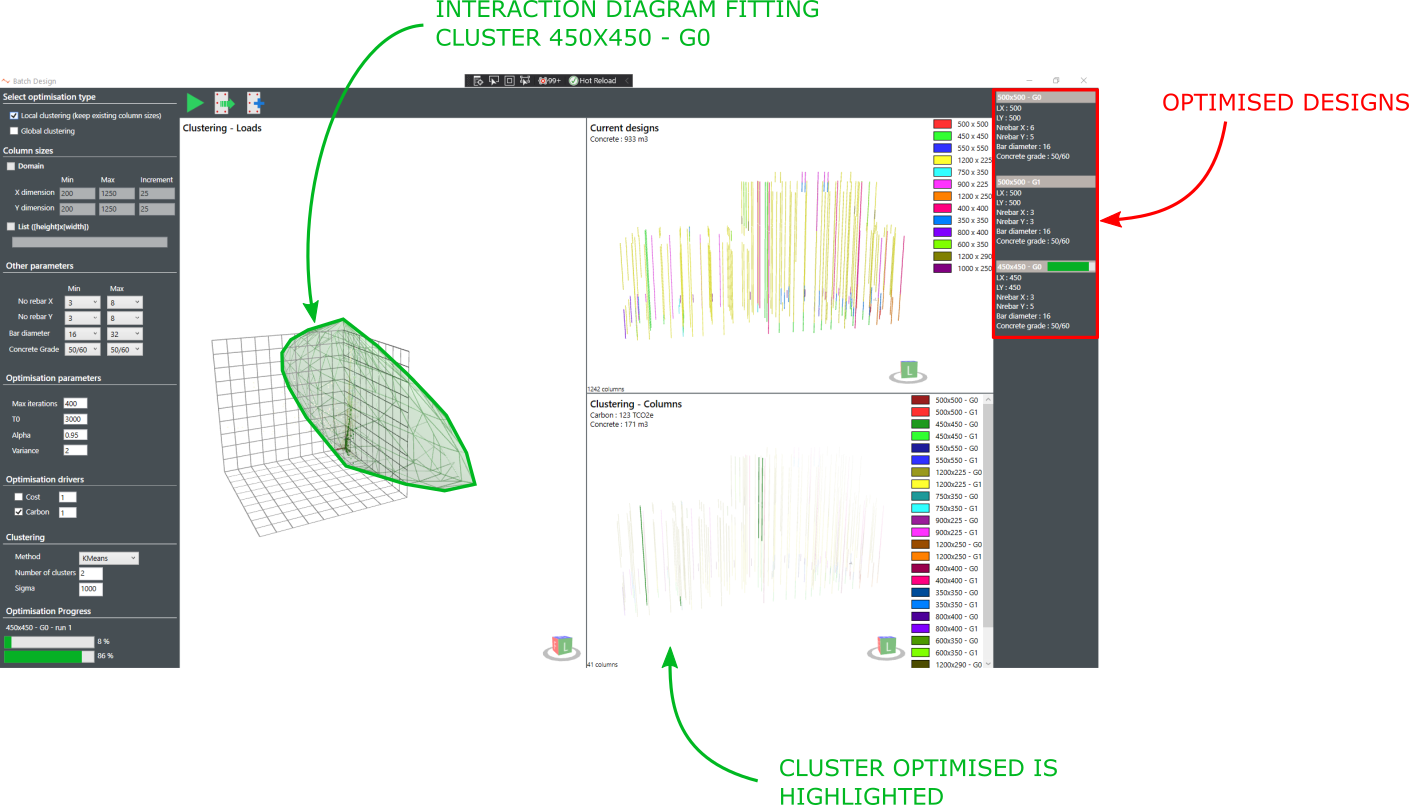 INTERACTION DIAGRAM FITTING
CLUSTER 450X450 - G0
Batch Design
99+ Hot Reload
OPTIMISED DESIGNS
Select optimisation type
Local clustering (keep existing column sizes)
Global clustering
Column sizes
Domain
Min Max Increment
X dimension 200 1250 25
Y dimension 200 1250 25
List ([height]x[width])
Other parameters
Min Max
No rebar X 3 8
No rebar Y 3 8
Bar diameter 16 32
Concrete Grade 50/60 50/60
Optimisation parameters
Max iterations 400
T0 3000
Alpha 0.95
Variance 2
Optimisation drivers
Cost 1
Carbon 1
Clustering
Method KMeans
Number of clusters 2
Sigma 1000
Optimisation Progress
450x450 - G0 - run 1
8 %
86 %
Clustering - Loads
L
Current designs
Concrete : 933 m3
500 x 500
450 x 450
550 x 550
1200 x 225
750 x 350
900 x 225
1200 x 250
400 x 400
350 x 350
800 x 400
600 x 350
1200 x 290
1000 x 250
L
1242 columns
Clustering - Columns
Carbon : 123 TCO2e
Concrete : 171 m3
500x500 - G0
500x500 - G1
450x450 - G0
450x450 - G1
550x550 - G0
550x550 - G1
1200x225 - G0
1200x225 - G1
750x350 - G0
750x350 - G1
900x225 - G0
900x225 - G1
1200x250 - G0
1200x250 - G1
400x400 - G0
400x400 - G1
350x350 - G0
350x350 - G1
800x400 - G0
800x400 - G1
600x350 - G0
600x350 - G1
1200x290 - G0
L
41 columns
500x500 - G0
LX : 500
LY : 500
Nrebar X : 6
Nrebar Y : 5
Bar diameter : 16
Concrete grade : 50/60
500x500 - G1
LX : 500
LY : 500
Nrebar X : 3
Nrebar Y : 3
Bar diameter : 16
Concrete grade : 50/60
450x450 - G0
LX : 450
LY : 450
Nrebar X : 3
Nrebar Y : 5
Bar diameter : 16
Concrete grade : 50/60
CLUSTER OPTIMISED IS
HIGHLIGHTED